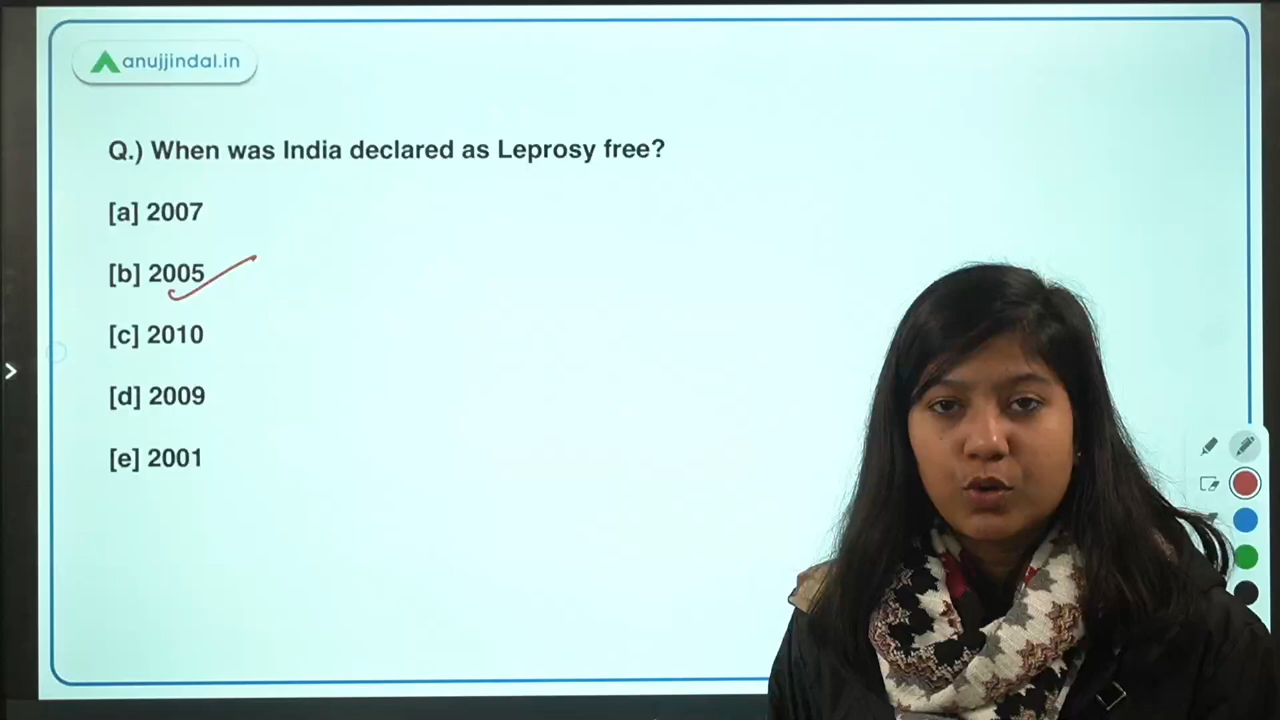 anujjindal.in
Q.) When was India declared as Leprosy free?
[a] 2007
[b] 2005
[c] 2010
[d] 2009
[e] 2001